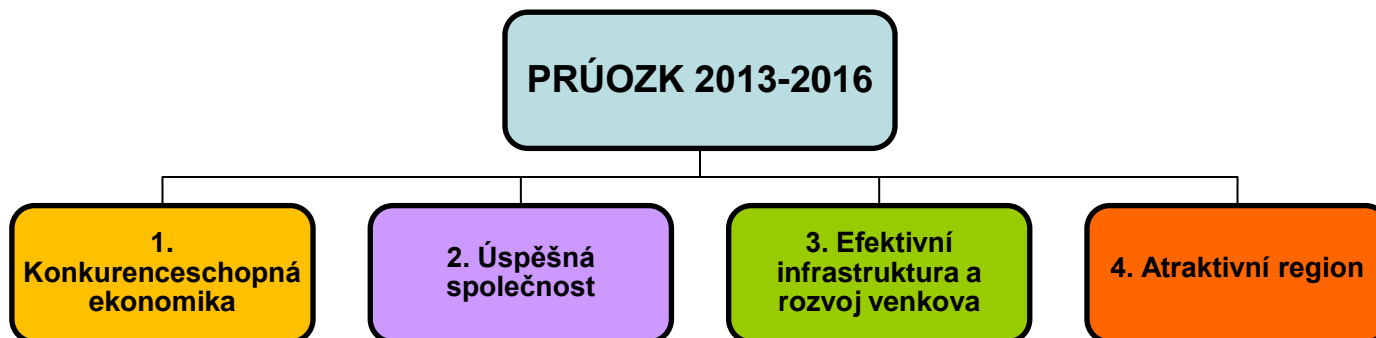 PRÚOZK 2013-2016
1.
Konkurenceschopná
ekonomika
2. Úspěšná
společnost
3. Efektivní
infrastruktura a
rozvoj venkova
4. Atraktivní region